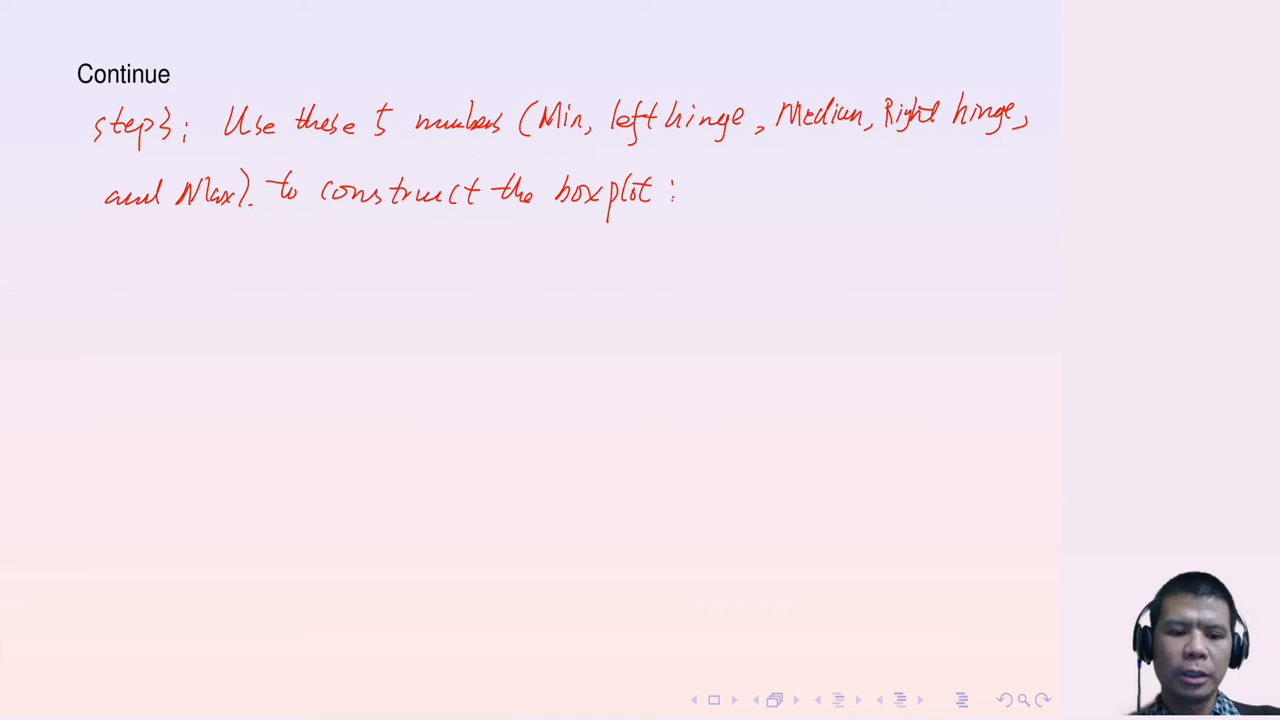 Continue
step3: Use these 5 numbers (Min, left hinge, Median, Right hinge,
and Max). to construct the boxplot: